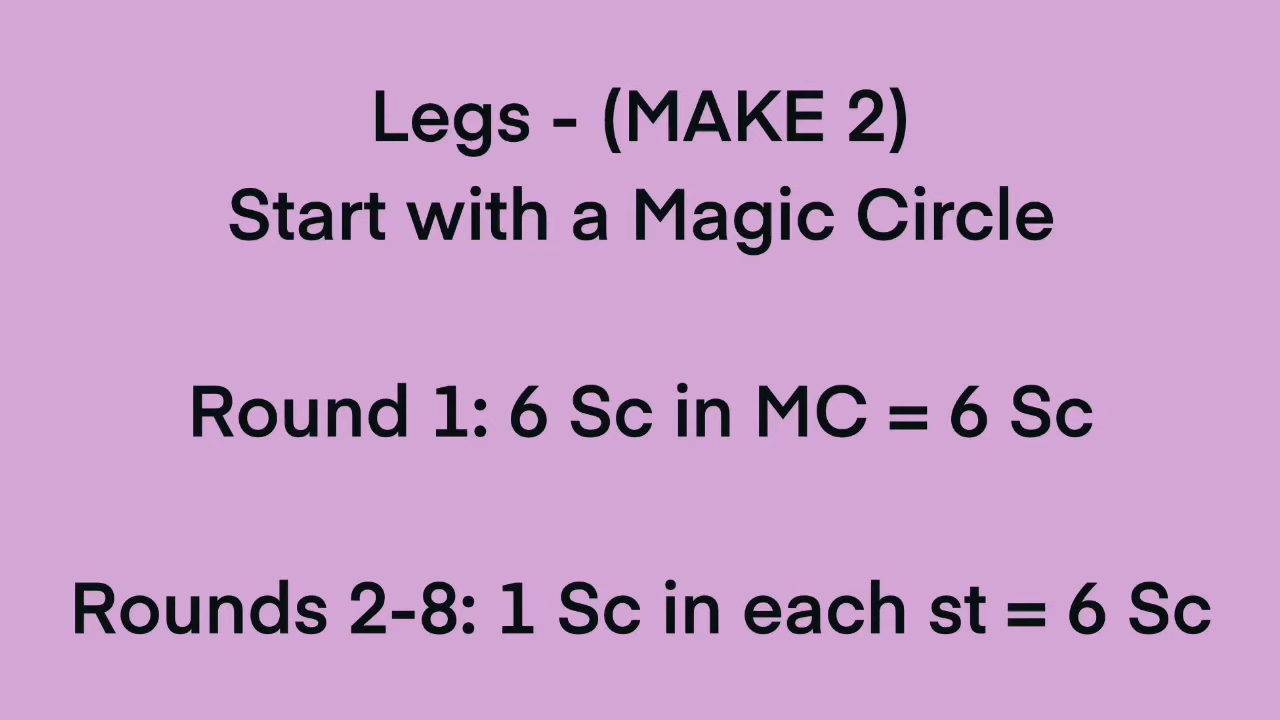 Legs - (MAKE 2)
Start with a Magic Circle
Round 1: 6 Sc in MC = 6 Sc
Rounds 2-8: 1 Sc in each st = 6 Sc